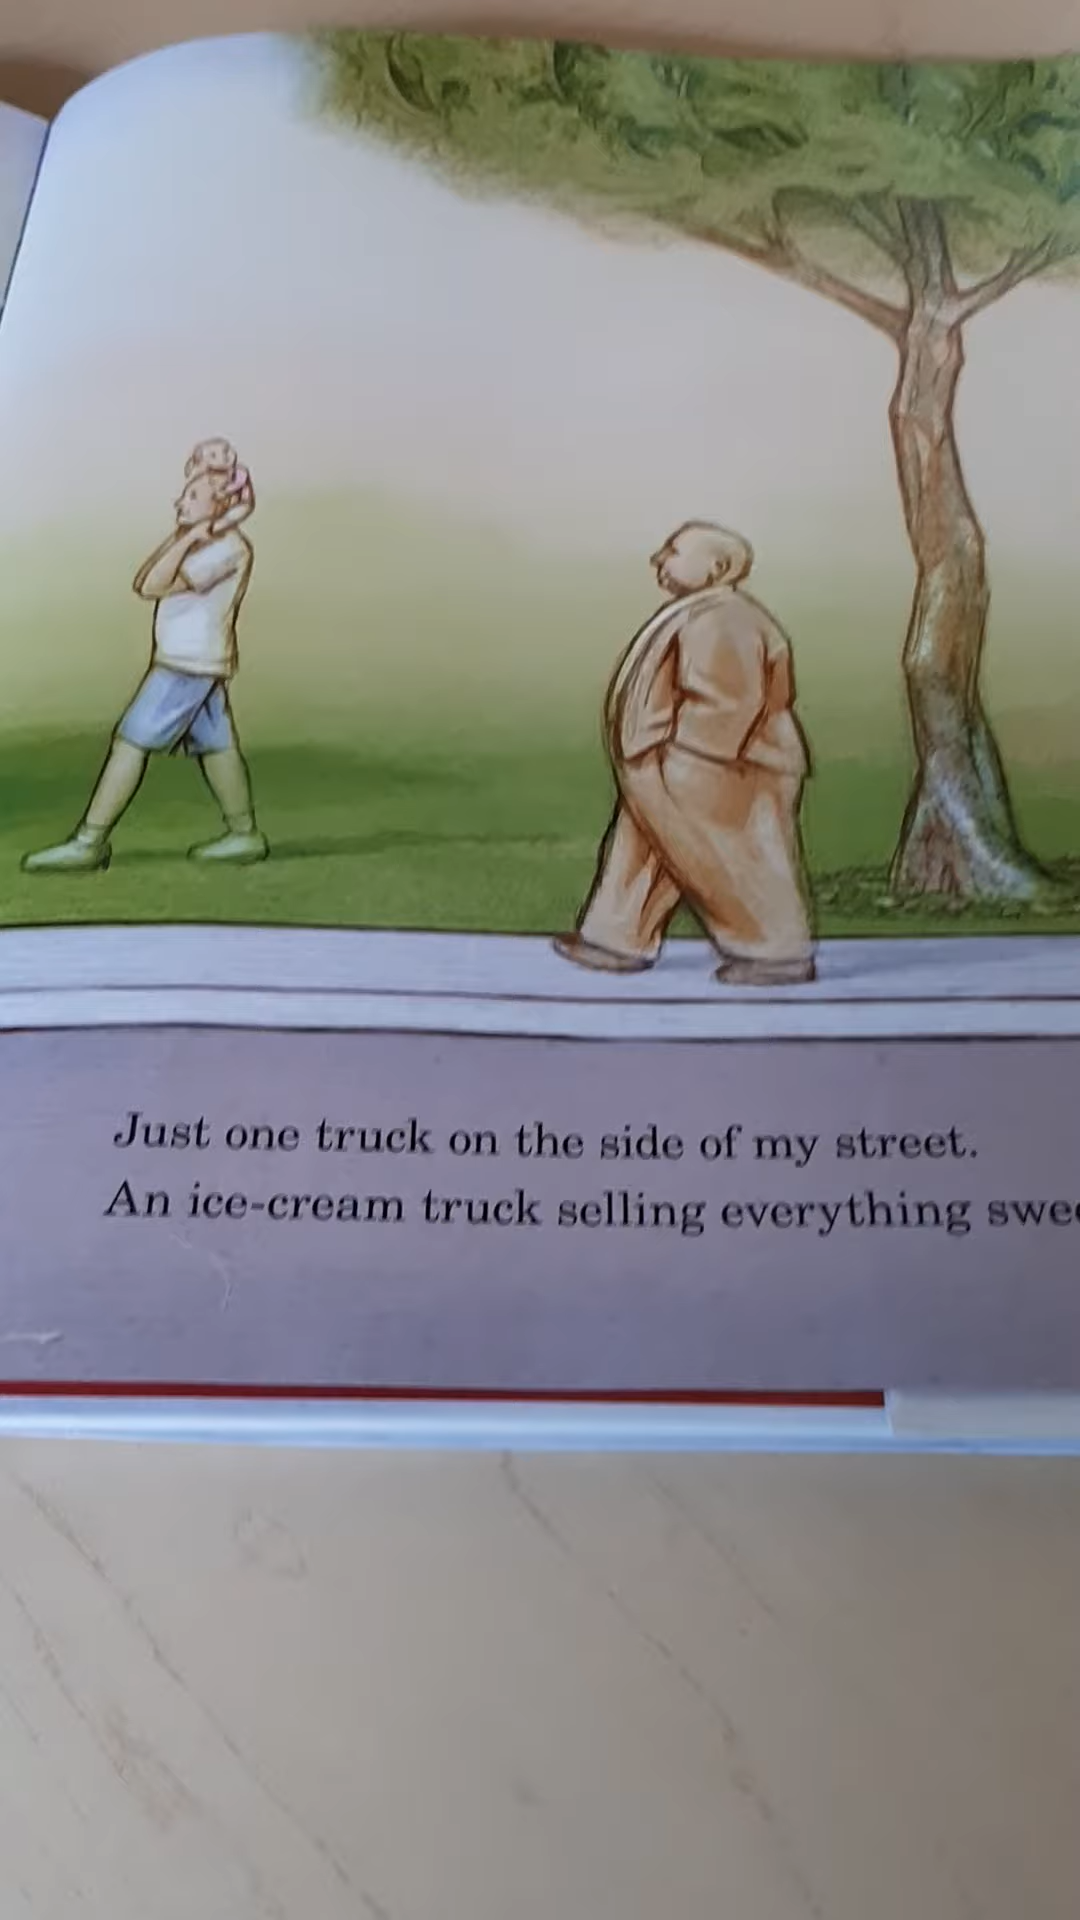 Just one truck on the side of my street.
An ice-cream truck selling everything